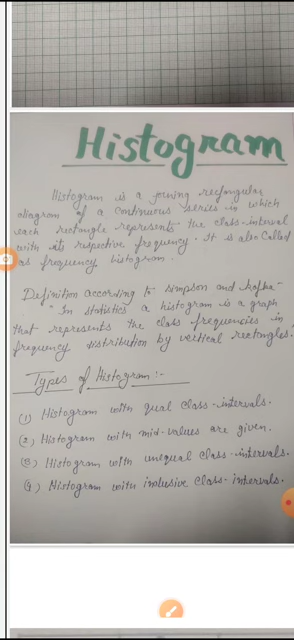 Histogram
Histogram is a joining rectangular
diagram of a continuous series in which
each rectangle represents the class-interval
with its respective frequency. It is also Called
as frequency histogram.
Definition according to Simpson and Kafka-
"In statistics a histogram is a graph
that represents the class frequencies in
frequency distribution by vertical rectangles."
Types of Histogram:-
(1) Histogram with qual class-intervals.
(2) Histogram with mid-values are given.
(3) Histogram with unequal class-intervals.
(4) Histogram with inclusive class-intervals.